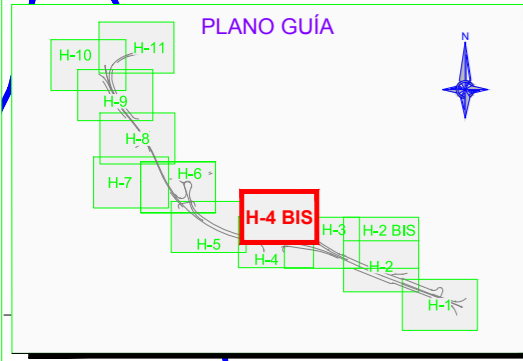 PLANO GUÍA
N
H-10
H-11
H-9
H-8
H-7
H-6
H-5
H-4 BIS
H-4
H-3
H-2 BIS
H-2
H-1